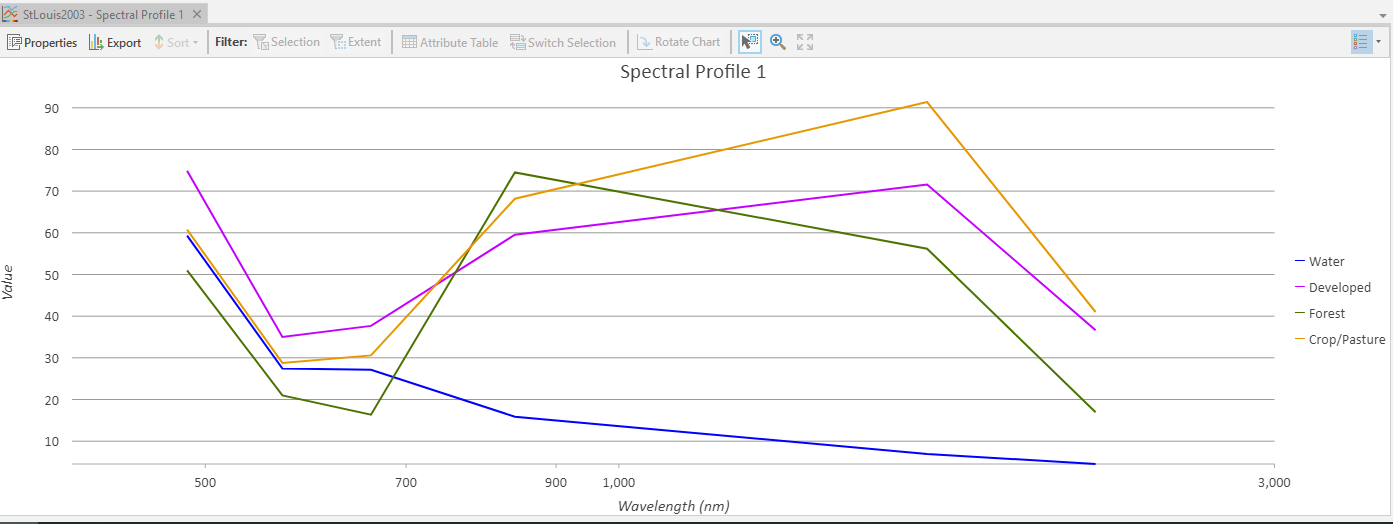 StLouis2003 - Spectral Profile 1
Properties Export Sort Filter: Selection Extent Attribute Table Switch Selection Rotate Chart
Spectral Profile 1
90
80
70
60
50
40
30
20
10
Value
500 700 900 1,000 3,000
Wavelength (nm)
Water
Developed
Forest
Crop/Pasture